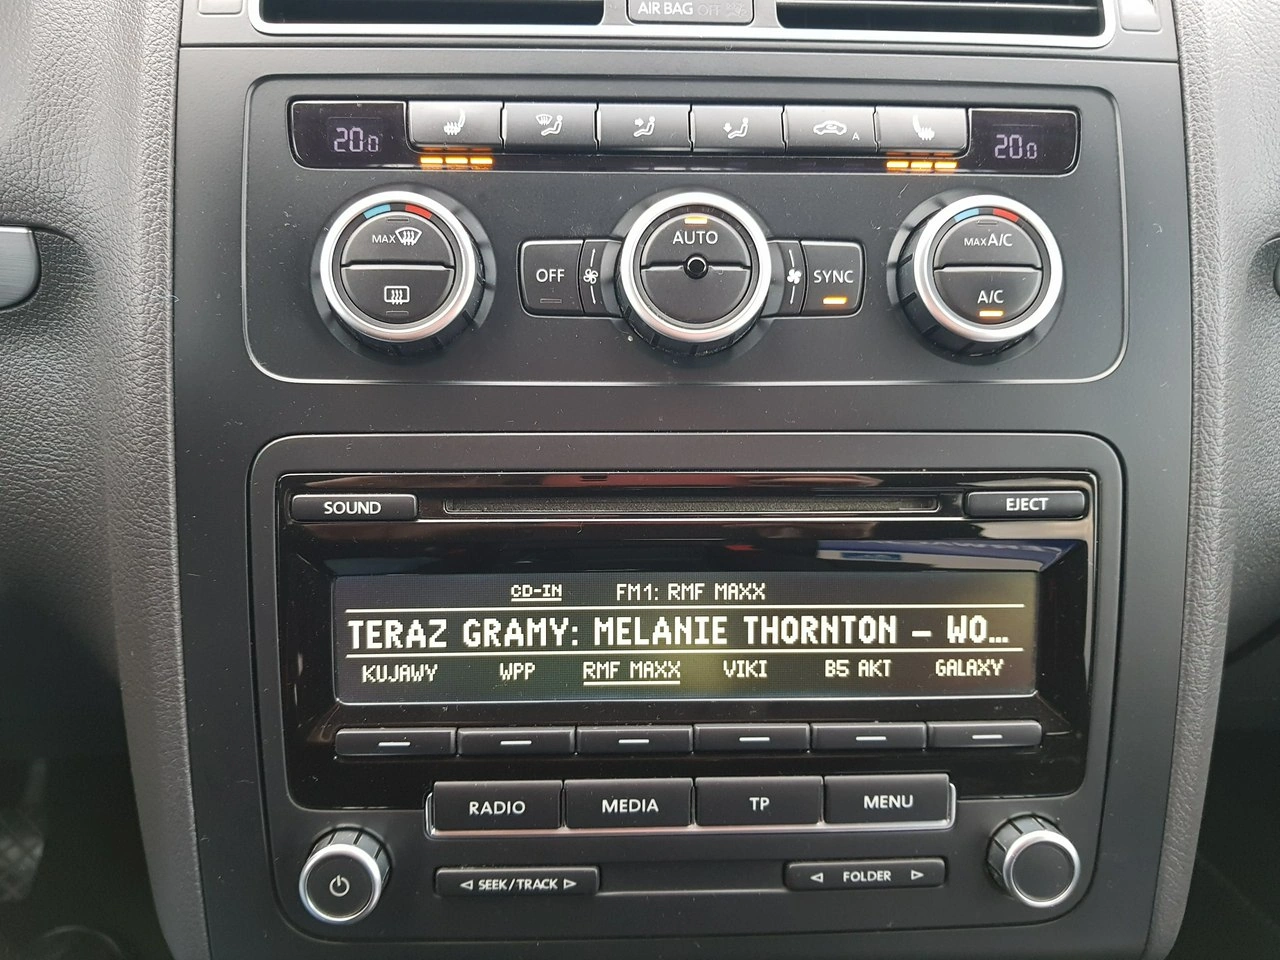 AIR BAG OFF
20.0 20.0
A
MAX AUTO MAX A/C
OFF SYNC
A/C
SOUND EJECT
CD-IN FM1: RMF MAXX
TERAZ GRAMY: MELANIE THORNTON - WO...
KUJAWY WPP RMF MAXX VIKI B5 AKT GALAXY
RADIO MEDIA TP MENU
SEEK/TRACK FOLDER